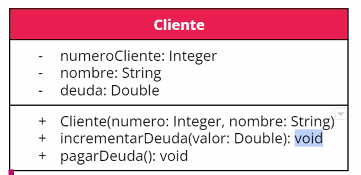 Cliente
- numeroCliente: Integer
- nombre: String
- deuda: Double
+ Cliente(numero: Integer, nombre: String)
+ incrementarDeuda(valor: Double): void
+ pagarDeuda(): void